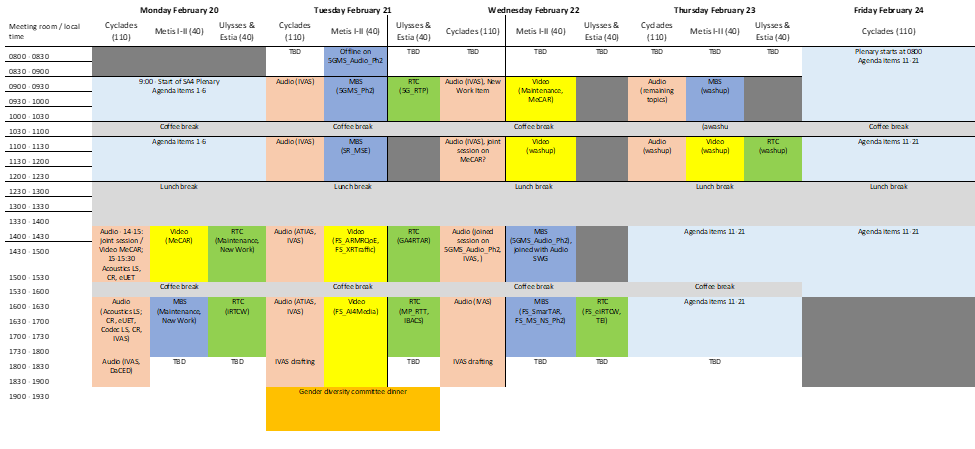 Monday February 20
Tuesday February 21
Wednesday February 22
Thursday February 23
Friday February 24
Meeting room / local time
Cyclades (110)
Metis I-II (40)
Ulysses & Estia (40)
Cyclades (110)
Metis I-II (40)
Ulysses & Estia (40)
Cyclades (110)
Metis I-II (40)
Ulysses & Estia (40)
Cyclades (110)
Metis I-II (40)
Ulysses & Estia (40)
Cyclades (110)
0800 - 0830
TBD
Offline on 5GMS_Audio_Ph2
TBD
TBD
TBD
TBD
TBD
TBD
TBD
Plenary starts at 0800
Agenda items 11-21
0830 - 0900
0900 - 0930
9:00 - Start of SA4 Plenary
Agenda items 1-6
Audio (IVAS)
MBS (5GMS_Ph2)
RTC (5G_RTP)
Audio (IVAS), New Work Item
Video (Maintenance, MeCAR)
Audio (remaining topics)
MBS (washup)
0930 - 1000
1000 - 1030
1030 - 1100
Coffee break
Coffee break
Coffee break
(awashu
Coffee break
1100 - 1130
Agenda items 1-6
Audio (IVAS)
MBS (SR_MSE)
Audio (IVAS), joint session on MeCAR?
Video (washup)
Audio (washup)
Video (washup)
RTC (washup)
Agenda items 11-21
1130 - 1200
1200 - 1230
1230 - 1300
Lunch break
Lunch break
Lunch break
Lunch break
Lunch break
1300 - 1330
1330 - 1400
1400 - 1430
Audio - 14-15: joint session / Video MeCAR; 15-15:30 Acoustics LS, CR, eUET
Video (MeCAR)
RTC (Maintenance, New Work)
Audio (ATIAS, IVAS)
Video (FS_ARMRQoE, FS_XRTraffic)
RTC (GA4RTAR)
Audio (joined session on 5GMS_Audio_Ph2, IVAS, )
MBS (5GMS_Audio_Ph2), joined with Audio SWG
Agenda items 11-21
Agenda items 11-21
1430 - 1500
1500 - 1530
1530 - 1600
Coffee break
Coffee break
Coffee break
Coffee break
1600 - 1630
Audio (Acoustics LS; CR, eUET, Codec LS, CR, IVAS)
MBS (Maintenance, New Work)
RTC (iRTCW)
Audio (ATIAS, IVAS)
Video (FS_AI4Media)
RTC (MP_RTT, IBACS)
Audio (IVAS)
MBS (FS_SmarTAR, FS_MS_NS_Ph2)
RTC (FS_eiRTCW, TEI)
Agenda items 11-21
1630 - 1700
1700 - 1730
1730 - 1800
1800 - 1830
Audio (IVAS, DaCED)
TBD
TBD
IVAS drafting
TBD
IVAS drafting
TBD
TBD
TBD
1830 - 1900
1900 - 1930
Gender diversity committee dinner